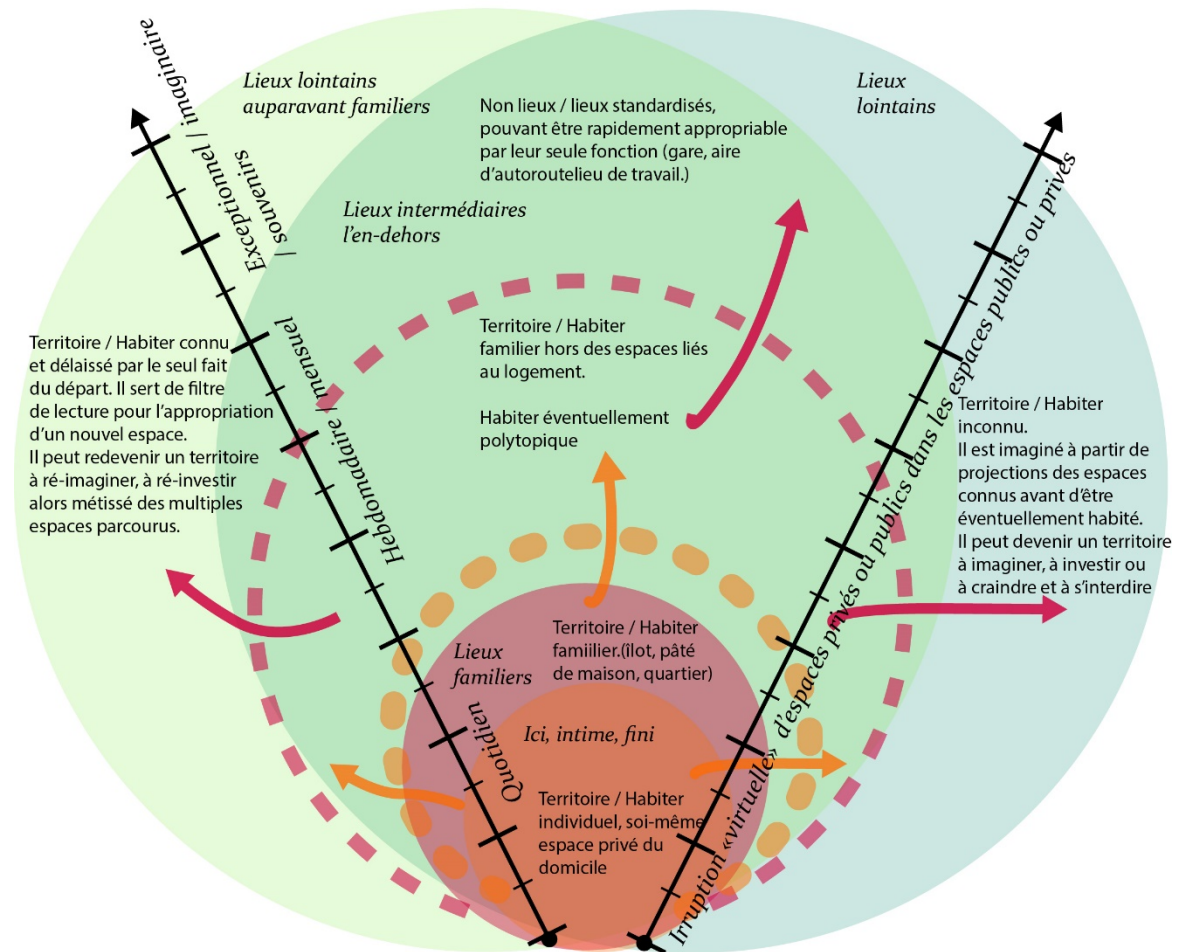 Lieux lointains
auparavant familiers
Lieux
lointains
Non lieux / lieux standardisés,
pouvant être rapidement appropriable
par leur seule fonction (gare, aire
d'autoroutelieu de travail.)
Lieux intermédiaires
l'en-dehors
Exceptionnel / imaginaire
/ souvenirs
Hebdomadaire / mensuel
Quotidien
Territoire / Habiter connu
et délaissé par le seul fait
du départ. Il sert de filtre
de lecture pour l'appropriation
d'un nouvel espace.
Il peut redevenir un territoire
à ré-imaginer, à ré-investir
alors métissé des multiples
espaces parcourus.
Territoire / Habiter
familier hors des espaces liés
au logement.
Habiter éventuellement
polytopique
Territoire / Habiter
inconnu.
Il est imaginé à partir de
projections des espaces
connus avant d'être
éventuellement habité.
Il peut devenir un territoire
à imaginer, à investir ou
à craindre et à s'interdire
Irruption «virtuelle» d'espaces privés ou publics dans les espaces publics ou privés
Lieux
familiers
Territoire / Habiter
famiilier.(îlot, pâté
de maison, quartier)
Ici, intime, fini
Territoire / Habiter
individuel, soi-même
espace privé du
domicile